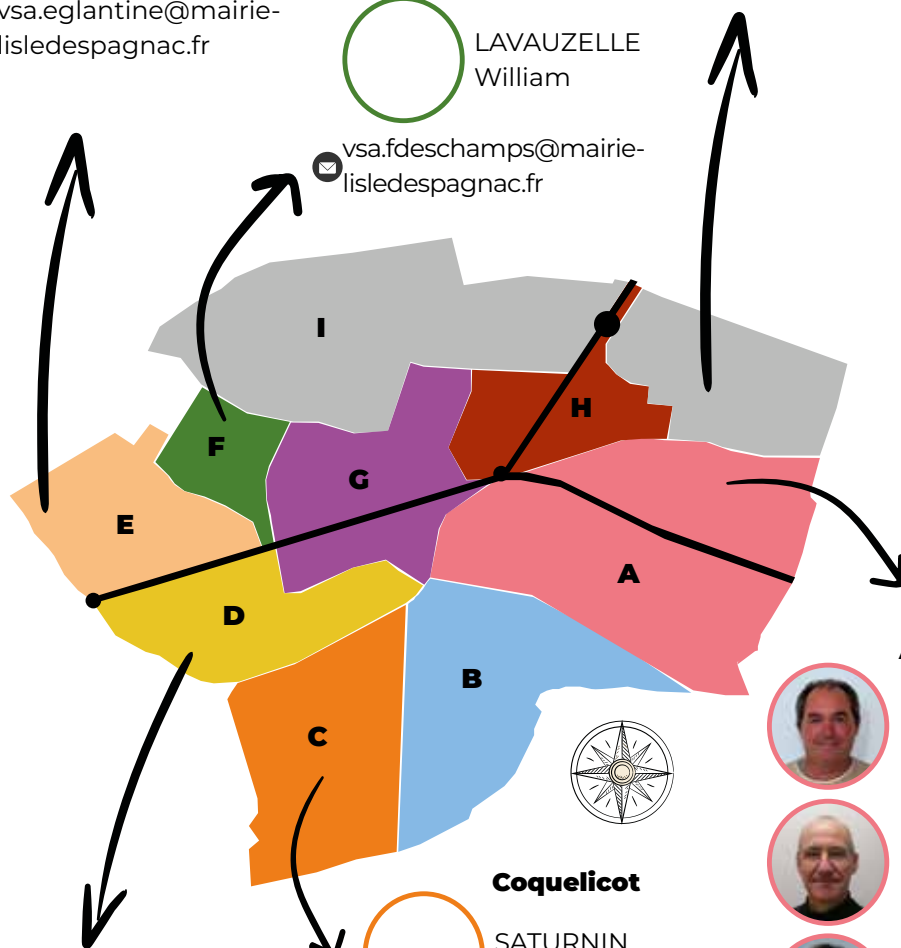 vsa.eglantine@mairie-
lisledespagnac.fr
LAVAUZELLE
William
vsa.fdeschamps@mairie-
lisledespagnac.fr
I
H
F
G
E
A
D
B
C
Coquelicot
SATURNIN